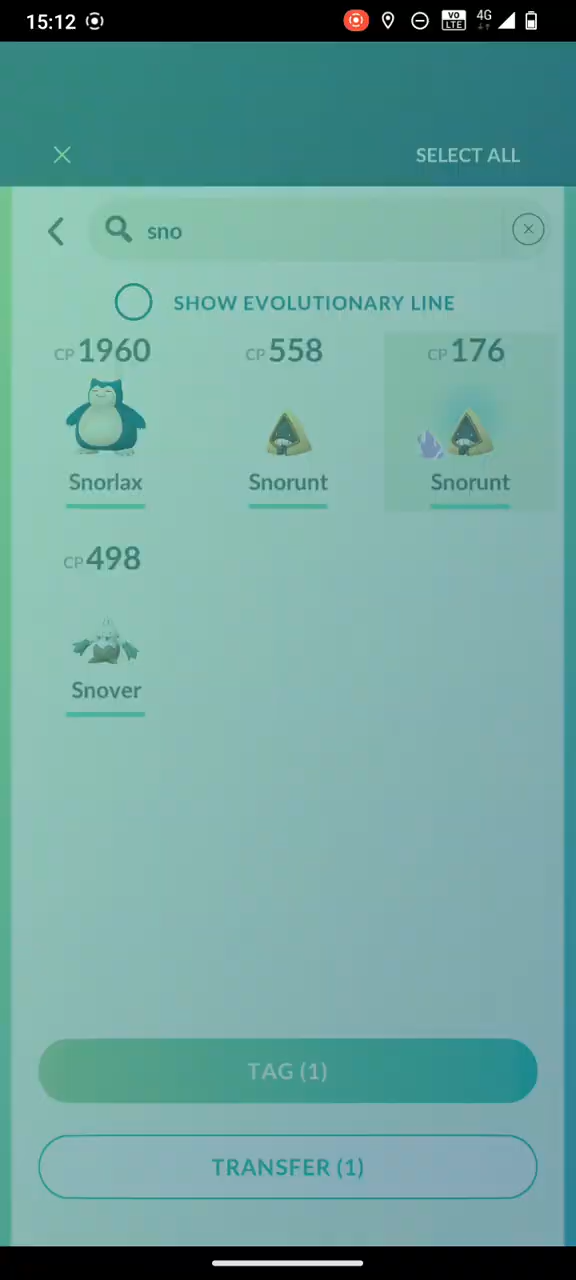 15:12 VO LTE 4G
SELECT ALL
sno
SHOW EVOLUTIONARY LINE
CP 1960 CP 558 CP 176
Snorlax Snorunt Snorunt
CP 498
Snover
TAG (1)
TRANSFER (1)